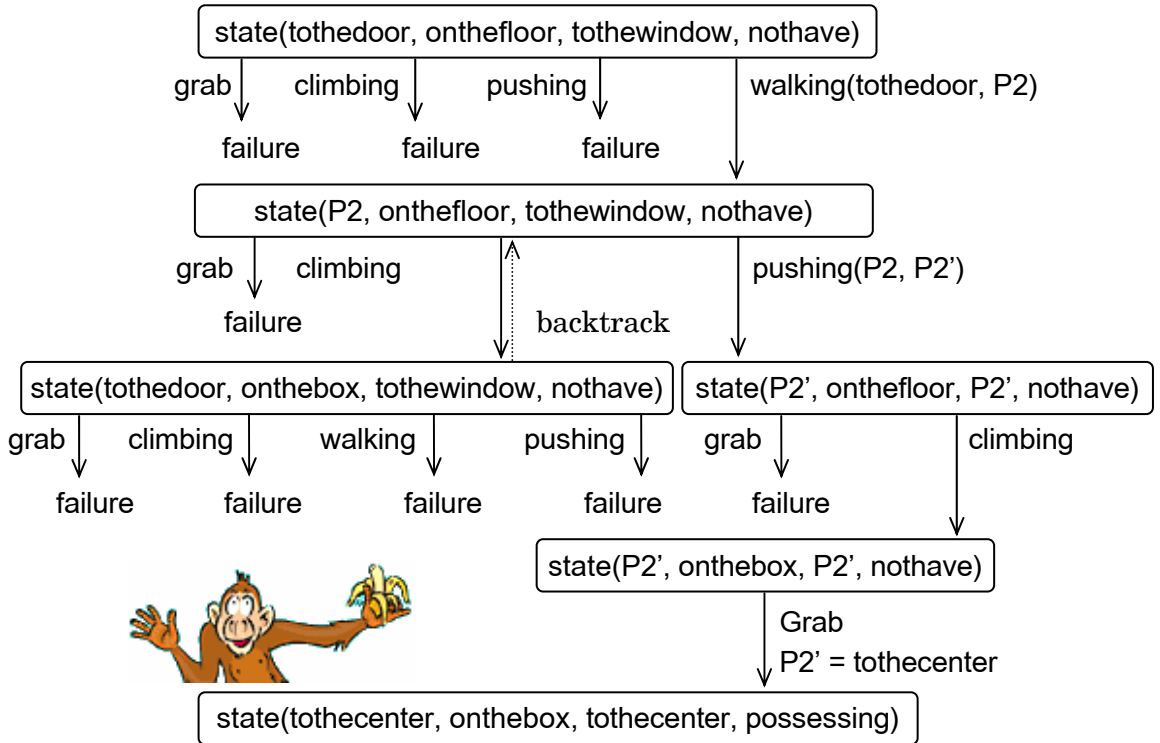 state(tothedoor, onthefloor, tothewindow, nothave)
grab climbing pushing walking(tothedoor, P2)
failure failure failure
state(P2, onthefloor, tothewindow, nothave)
grab climbing pushing(P2, P2’)
failure backtrack
state(tothedoor, onthebox, tothewindow, nothave) state(P2’, onthefloor, P2’, nothave)
grab climbing walking pushing grab climbing
failure failure failure failure failure
state(P2’, onthebox, P2’, nothave)
Grab
P2’ = tothecenter
state(tothecenter, onthebox, tothecenter, possessing)